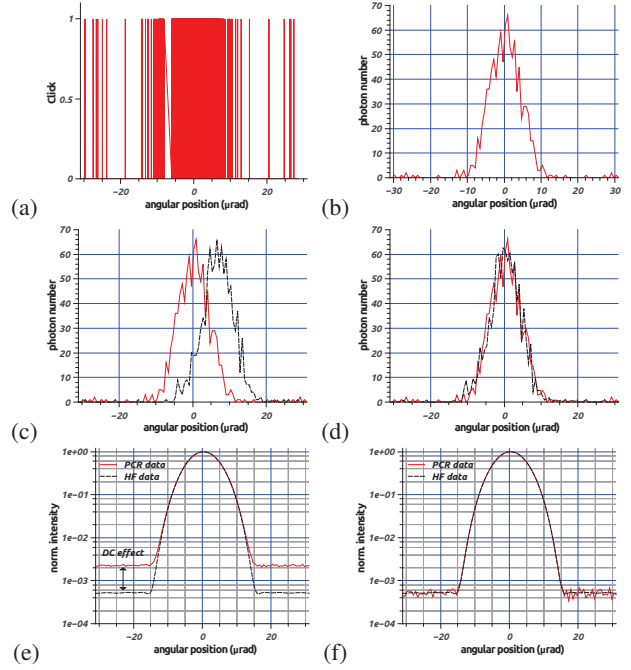 1
0.5
0
Click
−20
0
20
angular position (μrad)
(a)
70
60
50
40
30
20
10
0
photon number
−30
−20
−10
0
10
20
30
angular position (μrad)
(b)
70
60
50
40
30
20
10
0
photon number
−20
0
20
angular position (μrad)
(c)
70
60
50
40
30
20
10
0
photon number
−20
0
20
angular position (μrad)
(d)
1e+00
1e−01
1e−02
1e−03
1e−04
norm. intensity
PCR data
HF data
DC effect
−20
0
20
angular position (μrad)
(e)
1e+00
1e−01
1e−02
1e−03
1e−04
norm. intensity
PCR data
HF data
−20
0
20
angular position (μrad)
(f)